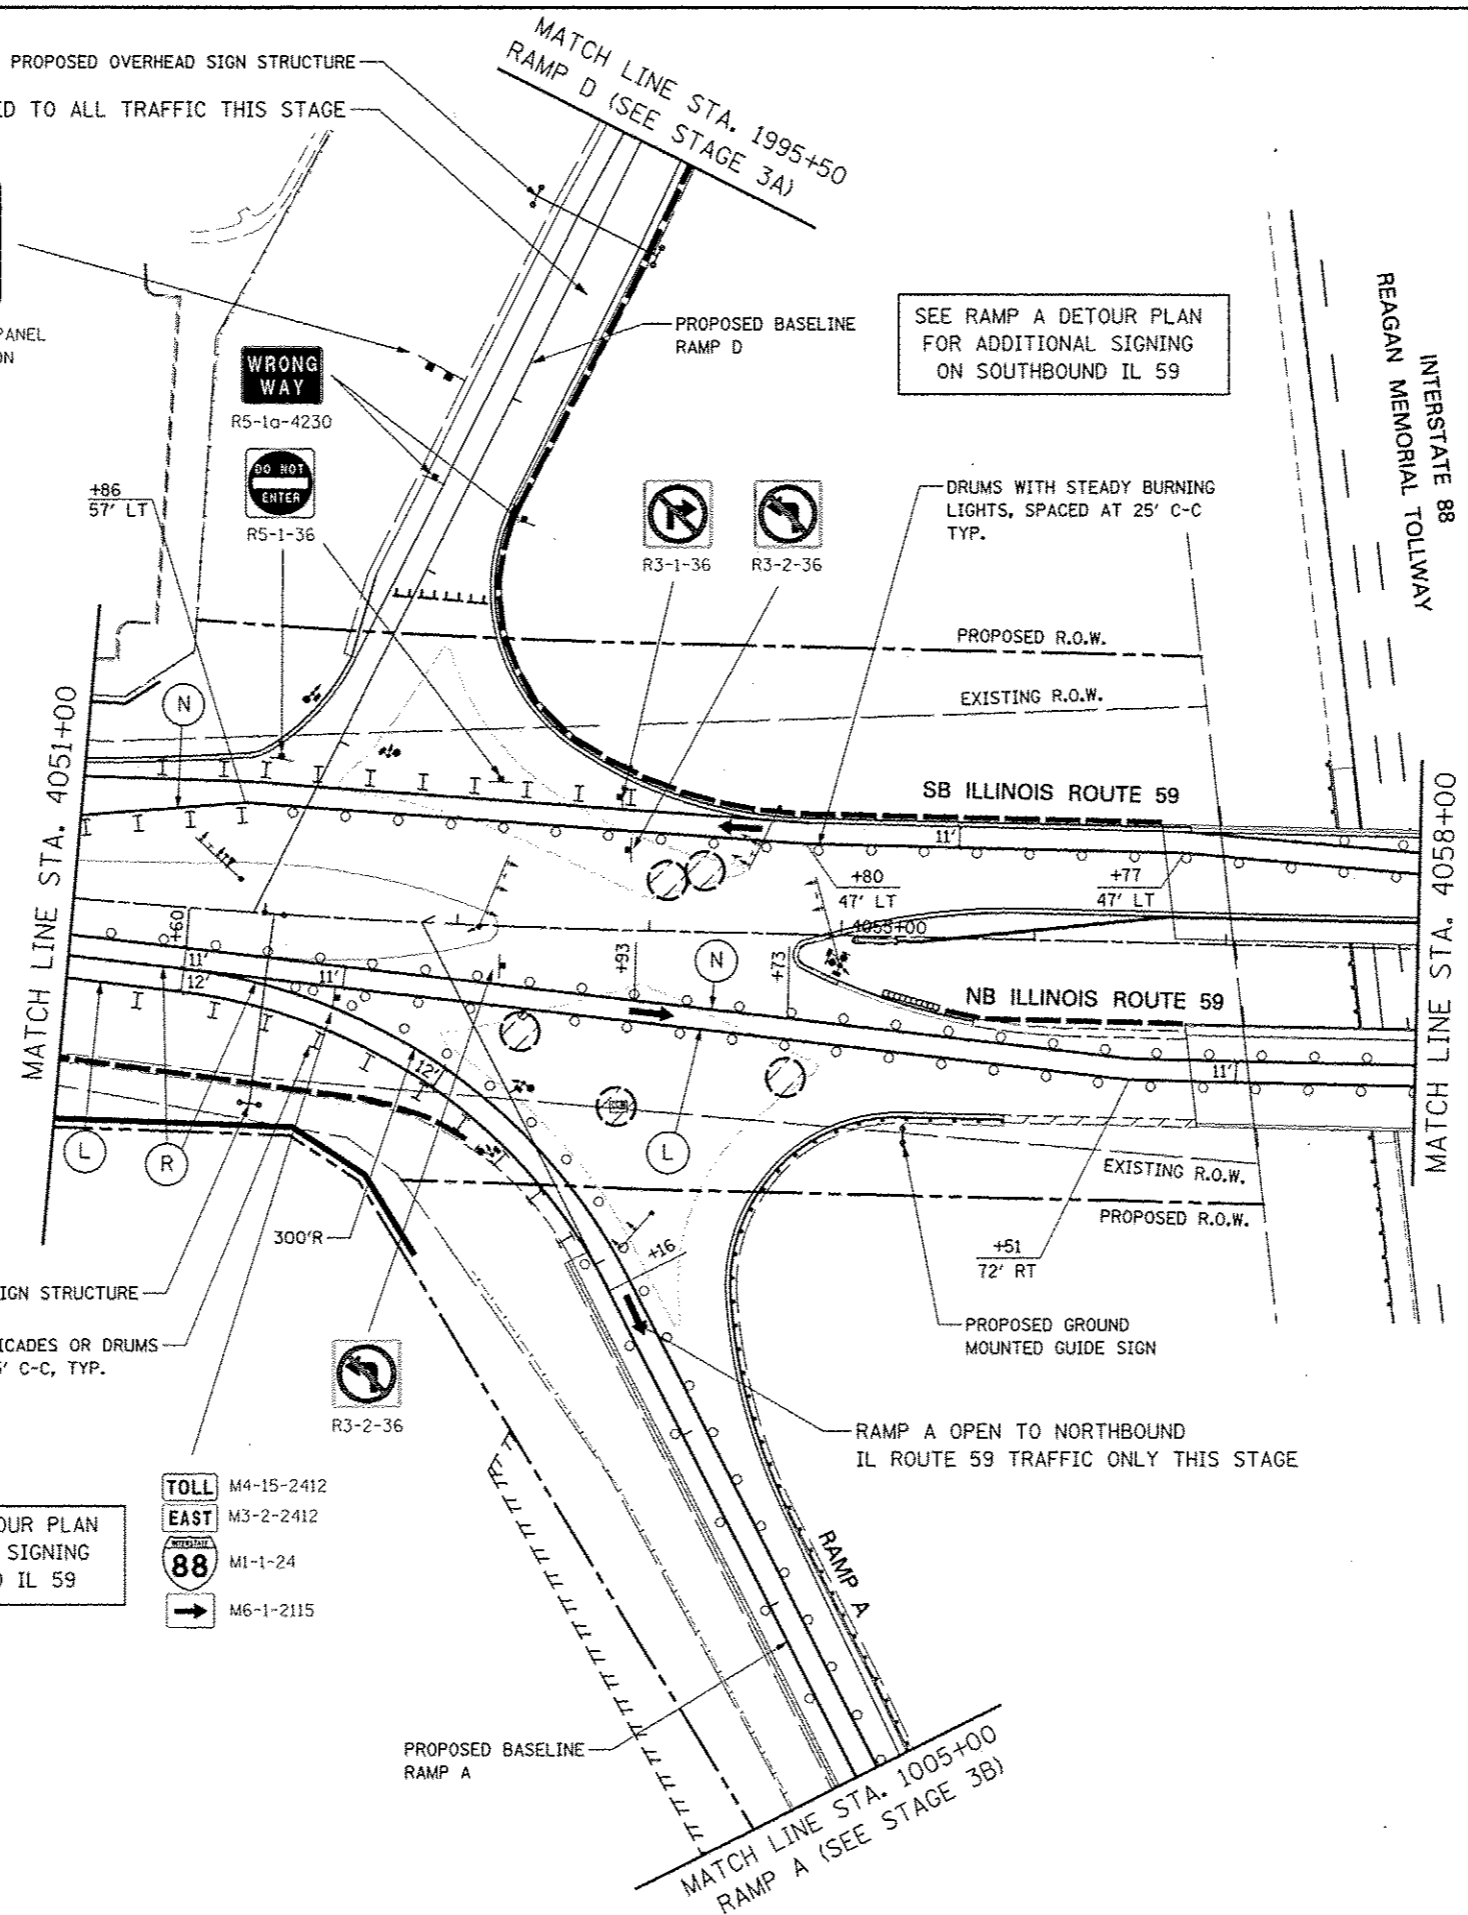 PROPOSED OVERHEAD SIGN STRUCTURE
ED TO ALL TRAFFIC THIS STAGE
MATCH LINE STA. 1995+50
RAMP D (SEE STAGE 3A)
PANEL
ON
WRONG
WAY
R5-1a-4230
DO NOT
ENTER
R5-1-36
+86
57' LT
PROPOSED BASELINE
RAMP D
SEE RAMP A DETOUR PLAN
FOR ADDITIONAL SIGNING
ON SOUTHBOUND IL 59
INTERSTATE 88
REAGAN MEMORIAL TOLLWAY
R3-1-36
R3-2-36
DRUMS WITH STEADY BURNING
LIGHTS, SPACED AT 25' C-C
TYP.
PROPOSED R.O.W.
EXISTING R.O.W.
MATCH LINE STA. 4051+00
N
SB ILLINOIS ROUTE 59
11'
+80
47' LT
+77
47' LT
MATCH LINE STA. 4058+00
4055+00
+60
11'
12'
11'
+93
N
+73
NB ILLINOIS ROUTE 59
11'
12'
L
R
L
300'R
+16
EXISTING R.O.W.
PROPOSED R.O.W.
+51
72' RT
IGN STRUCTURE
ICADES OR DRUMS
5' C-C, TYP.
R3-2-36
PROPOSED GROUND
MOUNTED GUIDE SIGN
RAMP A OPEN TO NORTHBOUND
IL ROUTE 59 TRAFFIC ONLY THIS STAGE
TOLL M4-15-2412
EAST M3-2-2412
INTERSTATE
88 M1-1-24
M6-1-2115
OUR PLAN
SIGNING
IL 59
RAMP A
PROPOSED BASELINE
RAMP A
MATCH LINE STA. 1005+00
RAMP A (SEE STAGE 3B)